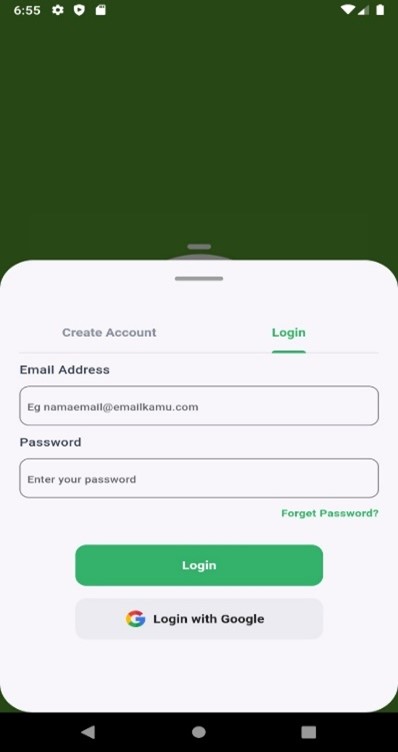 6:55
Create Account Login
Email Address
Eg namaemail@emailkamu.com
Password
Enter your password
Forget Password?
Login
Login with Google